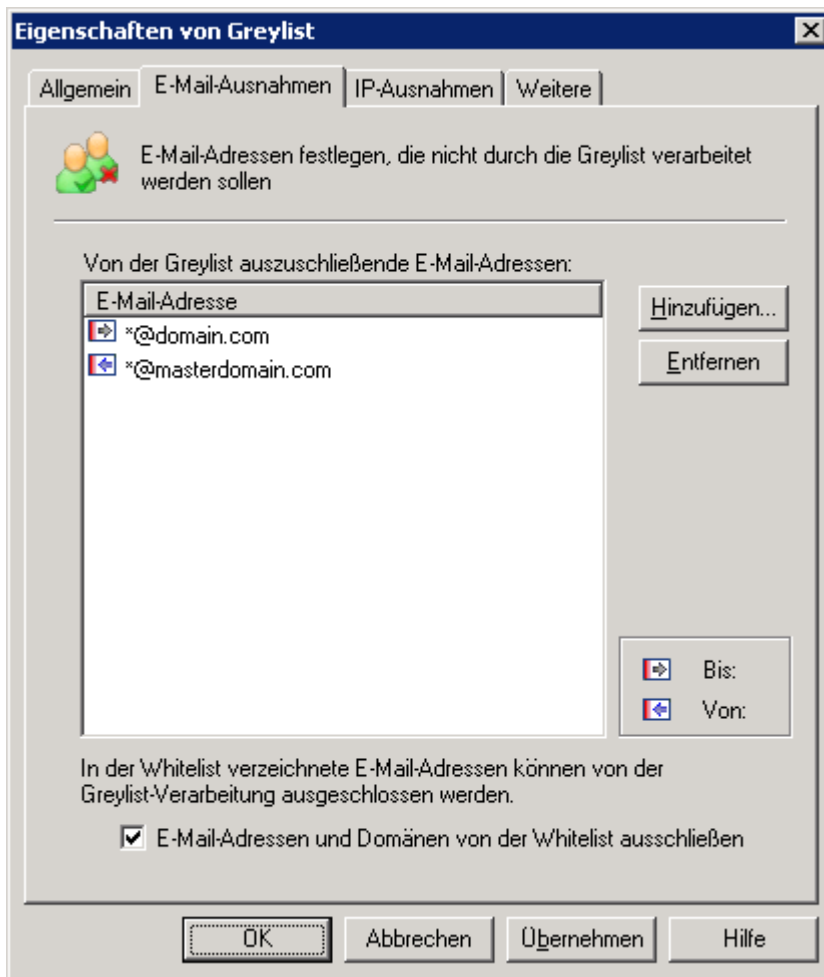 Eigenschaften von Greylist
Allgemein E-Mail-Ausnahmen IP-Ausnahmen Weitere
E-Mail-Adressen festlegen, die nicht durch die Greylist verarbeitet
werden sollen
Von der Greylist auszuschließende E-Mail-Adressen:
E-Mail-Adresse
*@domain.com
*@masterdomain.com
Hinzufügen...
Entfernen
Bis:
Von:
In der Whitelist verzeichnete E-Mail-Adressen können von der
Greylist-Verarbeitung ausgeschlossen werden.
E-Mail-Adressen und Domänen von der Whitelist ausschließen
OK Abbrechen Übernehmen Hilfe